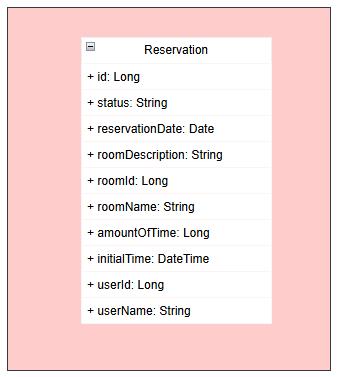 Reservation
+ id: Long
+ status: String
+ reservationDate: Date
+ roomDescription: String
+ roomId: Long
+ roomName: String
+ amountOfTime: Long
+ initialTime: DateTime
+ userId: Long
+ userName: String